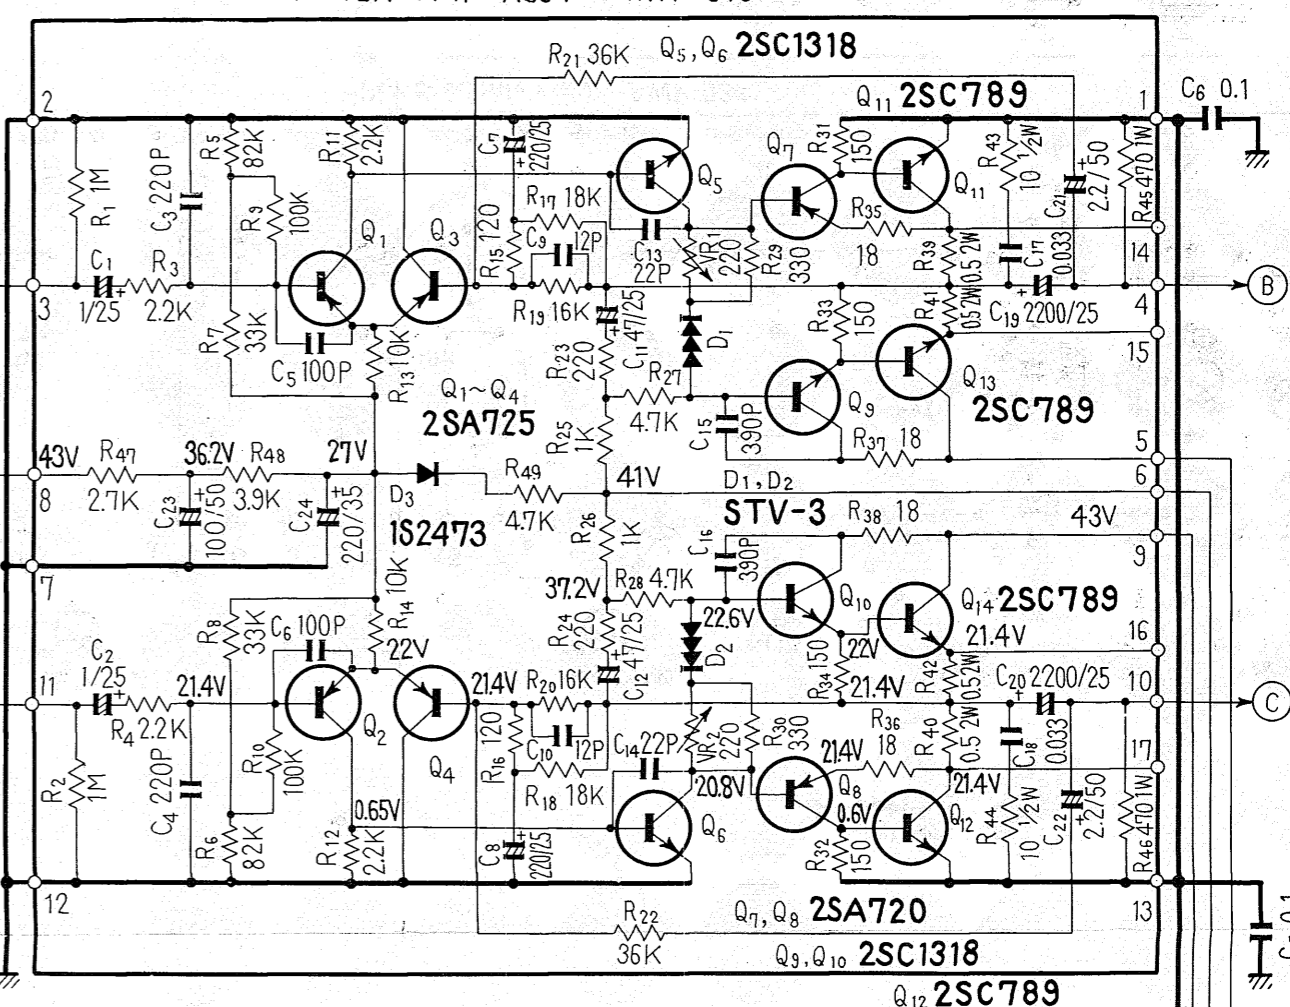 R21 36K
Q5, Q6 2SC1318
Q11 2SC789
C6 0.1
2
1
R5 82K
R11 2.2K
C7 220/25
R31 150
R43 10 ½W
C21 2.2/50
R45 470 1W
R1 1M
C3 220P
R9 100K
Q1
Q3
R15 120
R17 18K
C9 12P
Q5
Q7
Q11
C13 22P
VR1 220
R29 330
R35 18
R39 0.5 2W
C17 0.033
14
C1 1/25
R3 2.2K
3
R7 33K
C5 100P
R13 10K
R19 16K
C11 47/25
R23 220
D1
R33 150
R41 0.5 2W
C19 2200/25
4
B
15
Q1~Q4
2SA725
R27 4.7K
R25 1K
C15 390P
Q9
Q13
2SC789
R37 18
5
43V
R47 2.7K
36.2V
R48 3.9K
27V
8
C23 100/50
C24 220/35
D3
1S2473
R49 4.7K
41V
6
D1, D2
STV-3
R26 1K
C16 390P
R38 18
43V
9
7
R14 10K
37.2V
R28 4.7K
22.6V
Q10
Q14 2SC789
21.4V
16
R8 33K
C6 100P
22V
R24 220
C12 47/25
D2
22V
R34 150
R42 0.5 2W
C2 1/25
11
21.4V
R4 2.2K
Q2
Q4
21.4V
R20 16K
C10 12P
21.4V
C20 2200/25
10
C
R2 1M
C4 220P
R10 100K
R16 120
R18 18K
C14 22P
VR2 220
R30 330
R36 18
21.4V
R40 0.5 2W
C18 0.033
17
20.8V
Q8
0.6V
21.4V
Q12
R6 82K
0.65V
R12 2.2K
C8 220/25
Q6
R32 150
R44 10 ½W
C22 2.2/50
R46 470 1W
12
13
R22 36K
Q7, Q8 2SA720
Q9, Q10 2SC1318
Q12 2SC789